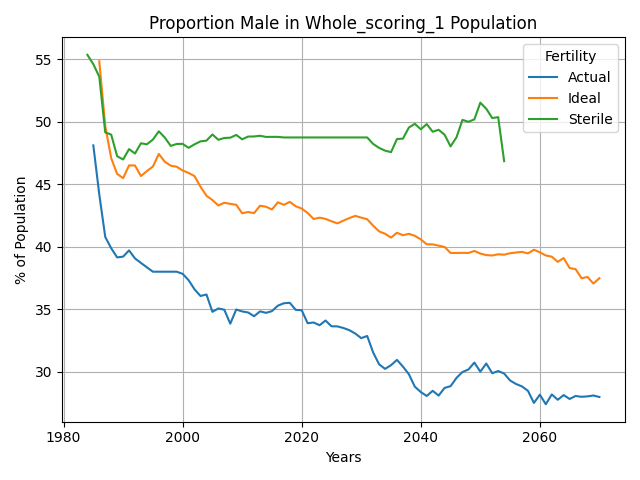 Proportion Male in Whole_scoring_1 Population
Fertility
Actual
Ideal
Sterile
% of Population
55
50
45
40
35
30
1980
2000
2020
2040
2060
Years